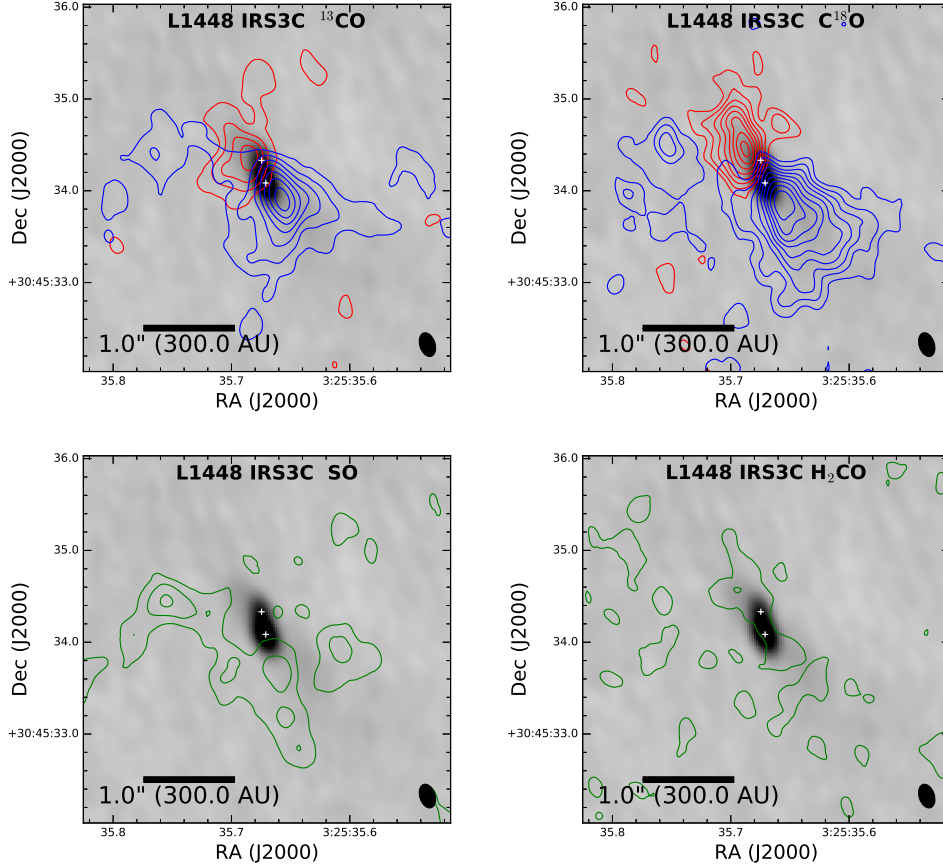 L1448 IRS3C ¹³CO
36.0
35.0
34.0
+30:45:33.0
Dec (J2000)
1.0" (300.0 AU)
35.8 35.7 3:25:35.6
RA (J2000)
L1448 IRS3C C¹⁸O
36.0
35.0
34.0
+30:45:33.0
Dec (J2000)
1.0" (300.0 AU)
35.8 35.7 3:25:35.6
RA (J2000)
L1448 IRS3C SO
36.0
35.0
34.0
+30:45:33.0
Dec (J2000)
1.0" (300.0 AU)
35.8 35.7 3:25:35.6
RA (J2000)
L1448 IRS3C H₂CO
36.0
35.0
34.0
+30:45:33.0
Dec (J2000)
1.0" (300.0 AU)
35.8 35.7 3:25:35.6
RA (J2000)